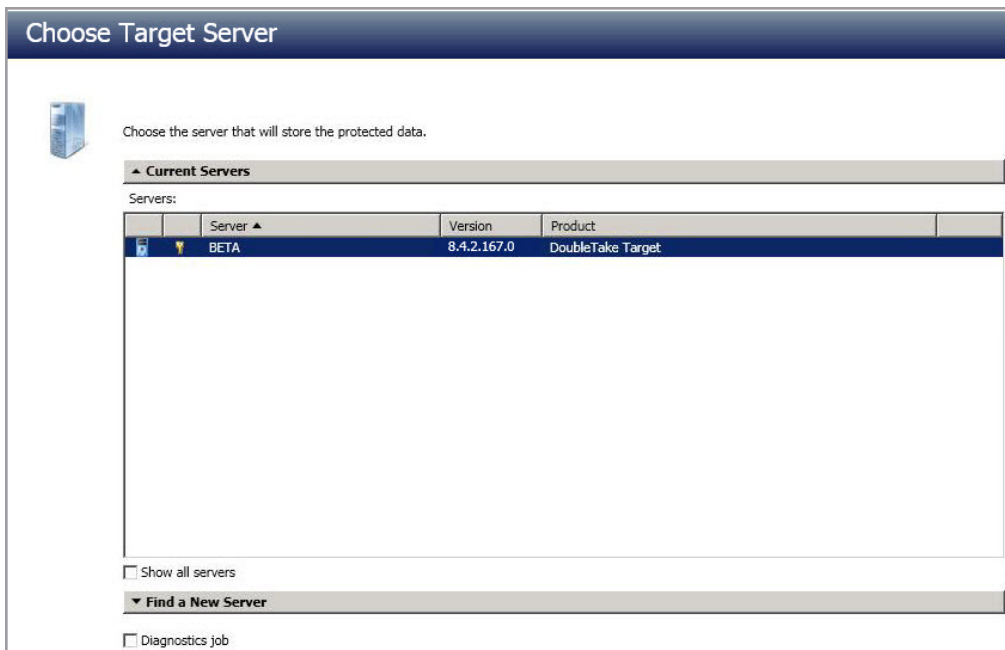 Choose Target Server
Choose the server that will store the protected data.
Current Servers
Servers:
Server Version Product
BETA 8.4.2.167.0 DoubleTake Target
Show all servers
Find a New Server
Diagnostics job